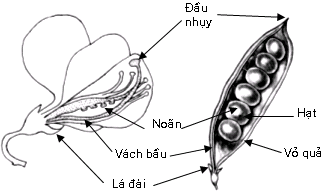 Đầu
nhụy
Noãn
Hạt
Vách bầu
Vỏ quả
Lá đài